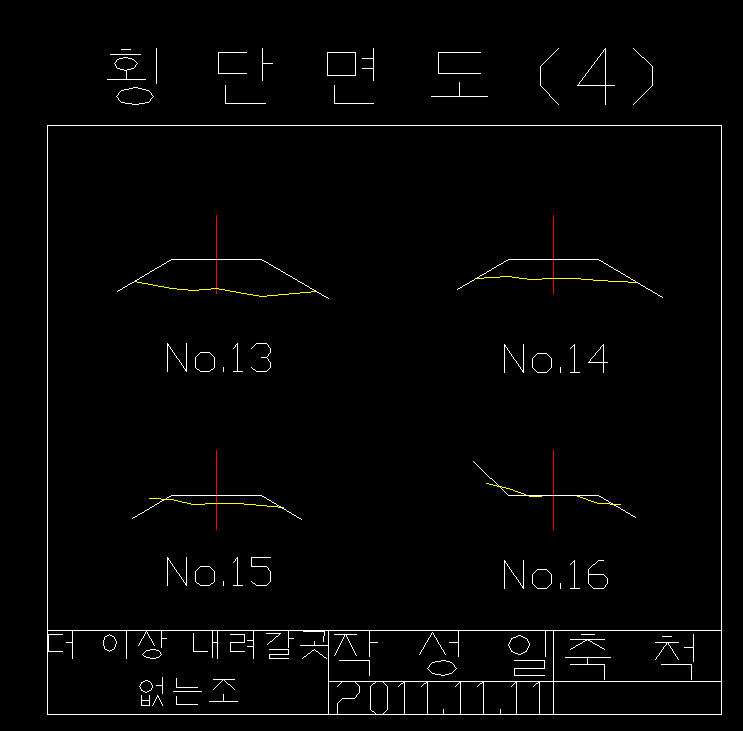 횡 단 면 도 (4)
No.13
No.14
No.15
No.16
더 이상 내려갈곳
없는조
작 성 일
축 척
2011.11.11